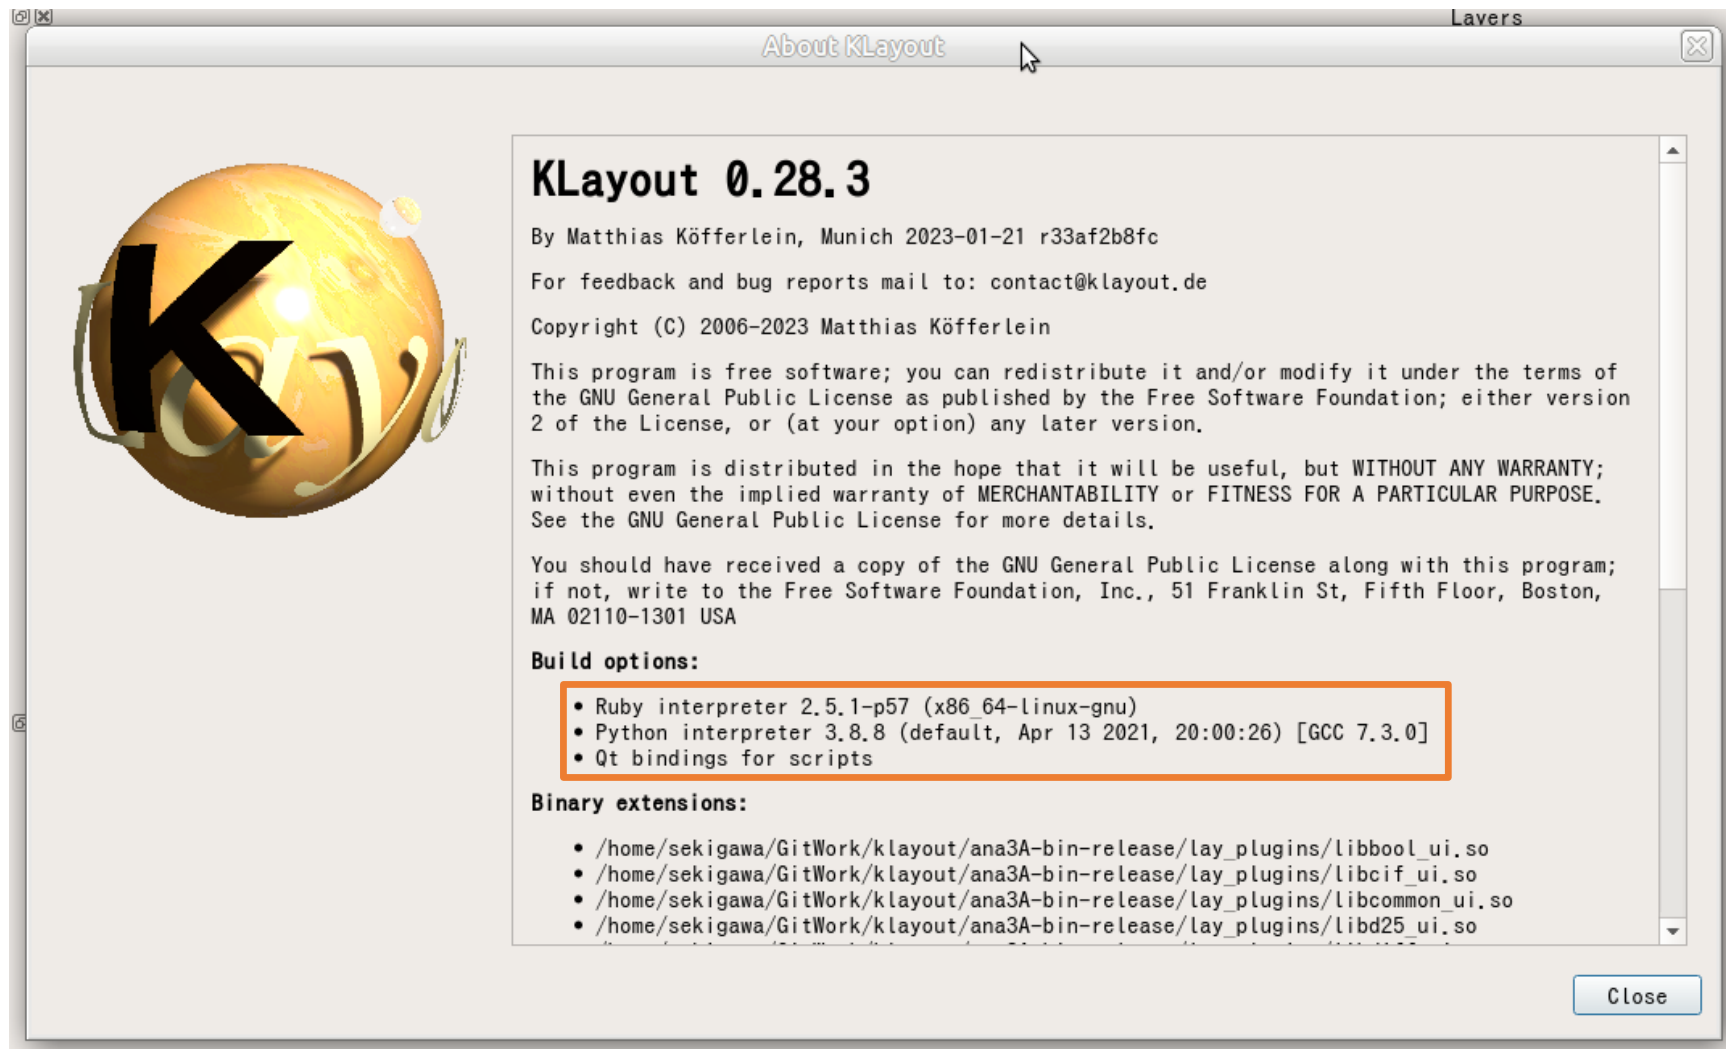 Layers
About KLayout
KLayout 0.28.3
By Matthias Köfferlein, Munich 2023-01-21 r33af2b8fc
For feedback and bug reports mail to: contact@klayout.de
Copyright (C) 2006-2023 Matthias Köfferlein
This program is free software; you can redistribute it and/or modify it under the terms of
the GNU General Public License as published by the Free Software Foundation; either version
2 of the License, or (at your option) any later version.
This program is distributed in the hope that it will be useful, but WITHOUT ANY WARRANTY;
without even the implied warranty of MERCHANTABILITY or FITNESS FOR A PARTICULAR PURPOSE.
See the GNU General Public License for more details.
You should have received a copy of the GNU General Public License along with this program;
if not, write to the Free Software Foundation, Inc., 51 Franklin St, Fifth Floor, Boston,
MA 02110-1301 USA
Build options:
• Ruby interpreter 2.5.1-p57 (x86_64-linux-gnu)
• Python interpreter 3.8.8 (default, Apr 13 2021, 20:00:26) [GCC 7.3.0]
• Qt bindings for scripts
Binary extensions:
• /home/sekigawa/GitWork/klayout/ana3A-bin-release/lay_plugins/libbool_ui.so
• /home/sekigawa/GitWork/klayout/ana3A-bin-release/lay_plugins/libcif_ui.so
• /home/sekigawa/GitWork/klayout/ana3A-bin-release/lay_plugins/libcommon_ui.so
• /home/sekigawa/GitWork/klayout/ana3A-bin-release/lay_plugins/libd25_ui.so
Close
K
Layo